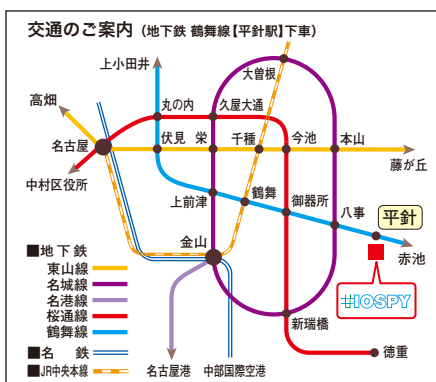 交通のご案内 (地下鉄 鶴舞線【平針駅】下車)
上小田井
大曽根
高畑
丸の内
久屋大通
名古屋
伏見
栄
千種
今池
本山
藤が丘
中村区役所
上前津
鶴舞
御器所
八事
平針
赤池
金山
HOSPY
■地下鉄
東山線
名城線
名港線
桜通線
鶴舞線
■名鉄
■JR中央本線
新瑞橋
徳重
名古屋港
中部国際空港